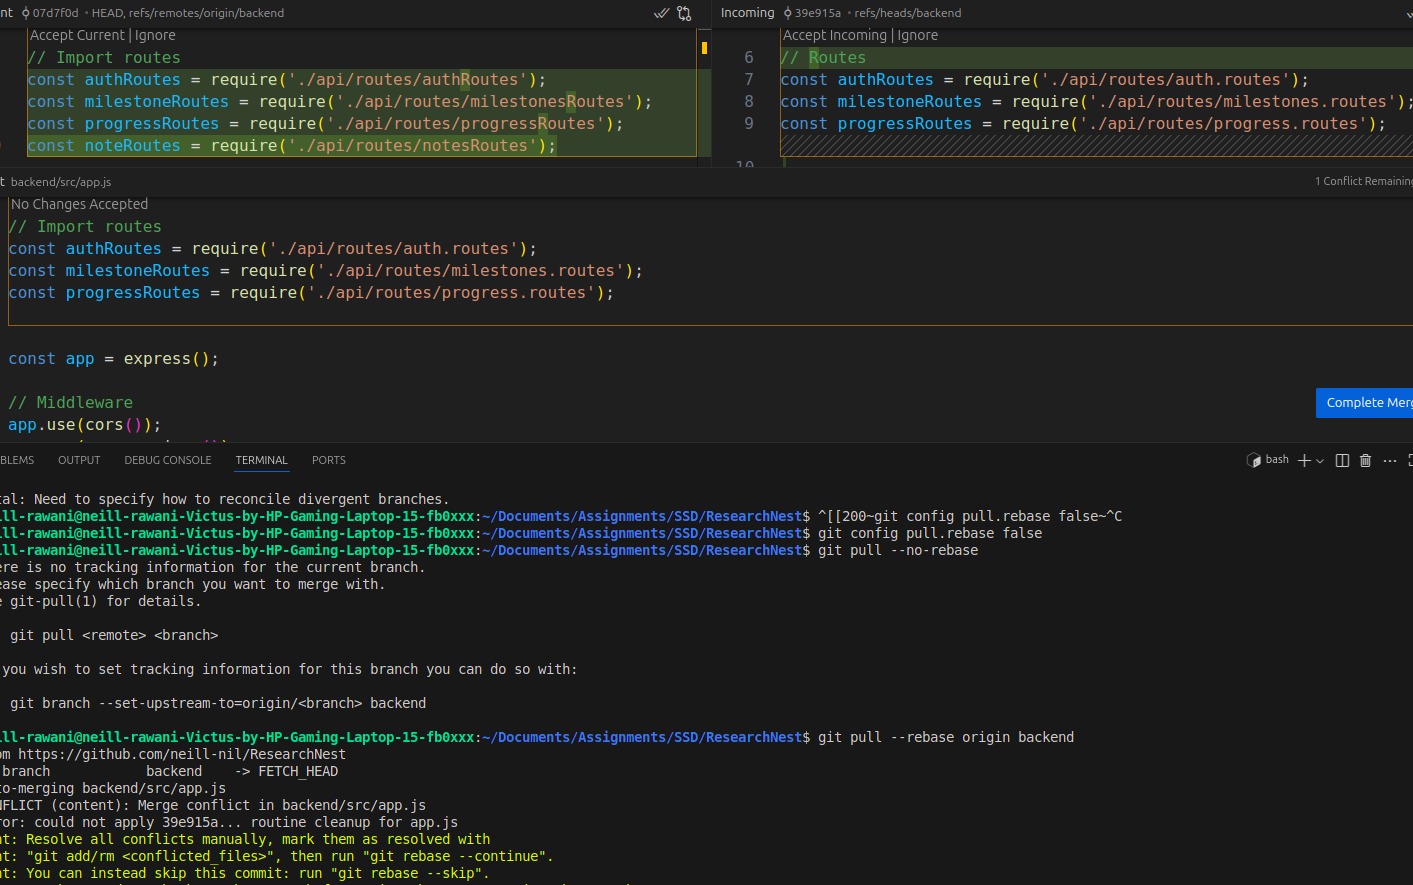 nt 07d7f0d • HEAD, refs/remotes/origin/backend
Accept Current | Ignore
// Import routes
const authRoutes = require('./api/routes/authRoutes');
const milestoneRoutes = require('./api/routes/milestonesRoutes');
const progressRoutes = require('./api/routes/progressRoutes');
const noteRoutes = require('./api/routes/notesRoutes');
Incoming 39e915a • refs/heads/backend
Accept Incoming | Ignore
6 // Routes
7 const authRoutes = require('./api/routes/auth.routes');
8 const milestoneRoutes = require('./api/routes/milestones.routes');
9 const progressRoutes = require('./api/routes/progress.routes');
10
t backend/src/app.js
1 Conflict Remaining
No Changes Accepted
// Import routes
const authRoutes = require('./api/routes/auth.routes');
const milestoneRoutes = require('./api/routes/milestones.routes');
const progressRoutes = require('./api/routes/progress.routes');
const app = express();
// Middleware
app.use(cors());
Complete Merg
BLEMS OUTPUT DEBUG CONSOLE TERMINAL PORTS
bash
tal: Need to specify how to reconcile divergent branches.
ill-rawani@neill-rawani-Victus-by-HP-Gaming-Laptop-15-fb0xxx:~/Documents/Assignments/SSD/ResearchNest$ ^[[200~git config pull.rebase false~^C
ill-rawani@neill-rawani-Victus-by-HP-Gaming-Laptop-15-fb0xxx:~/Documents/Assignments/SSD/ResearchNest$ git config pull.rebase false
ill-rawani@neill-rawani-Victus-by-HP-Gaming-Laptop-15-fb0xxx:~/Documents/Assignments/SSD/ResearchNest$ git pull --no-rebase
ere is no tracking information for the current branch.
ease specify which branch you want to merge with.
e git-pull(1) for details.
git pull <remote> <branch>
you wish to set tracking information for this branch you can do so with:
git branch --set-upstream-to=origin/<branch> backend
ill-rawani@neill-rawani-Victus-by-HP-Gaming-Laptop-15-fb0xxx:~/Documents/Assignments/SSD/ResearchNest$ git pull --rebase origin backend
om https://github.com/neill-nil/ResearchNest
branch backend -> FETCH_HEAD
to-merging backend/src/app.js
NFLICT (content): Merge conflict in backend/src/app.js
ror: could not apply 39e915a... routine cleanup for app.js
nt: Resolve all conflicts manually, mark them as resolved with
nt: "git add/rm <conflicted_files>", then run "git rebase --continue".
nt: You can instead skip this commit: run "git rebase --skip".